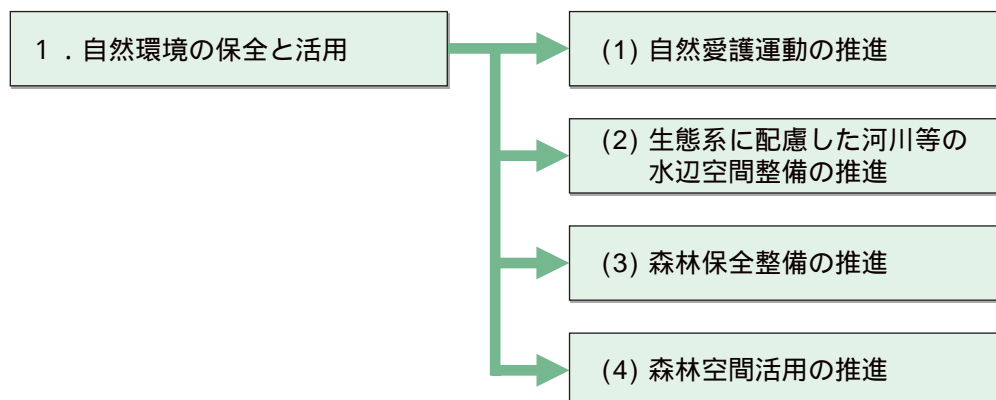 1 . 自然環境の保全と活用
(1) 自然愛護運動の推進
(2) 生態系に配慮した河川等の
水辺空間整備の推進
(3) 森林保全整備の推進
(4) 森林空間活用の推進